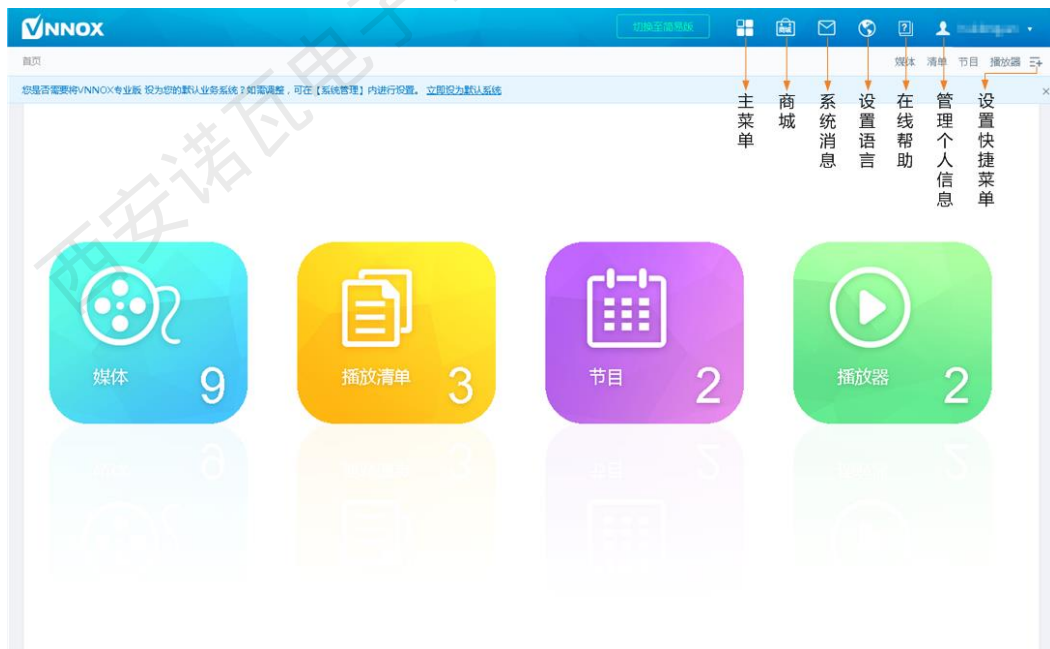 VNNOX
切换至简易版
首页
媒体 清单 节目 播放器
您是否需要将VNNOX专业版 设为您的默认业务系统？如需调整，可在【系统管理】内进行设置。 立即设为默认系统
主菜单
商城
系统消息
设置语言
在线帮助
管理个人信息
设置快捷菜单
西安诺瓦电子
媒体 9
播放清单 3
节目 2
播放器 2